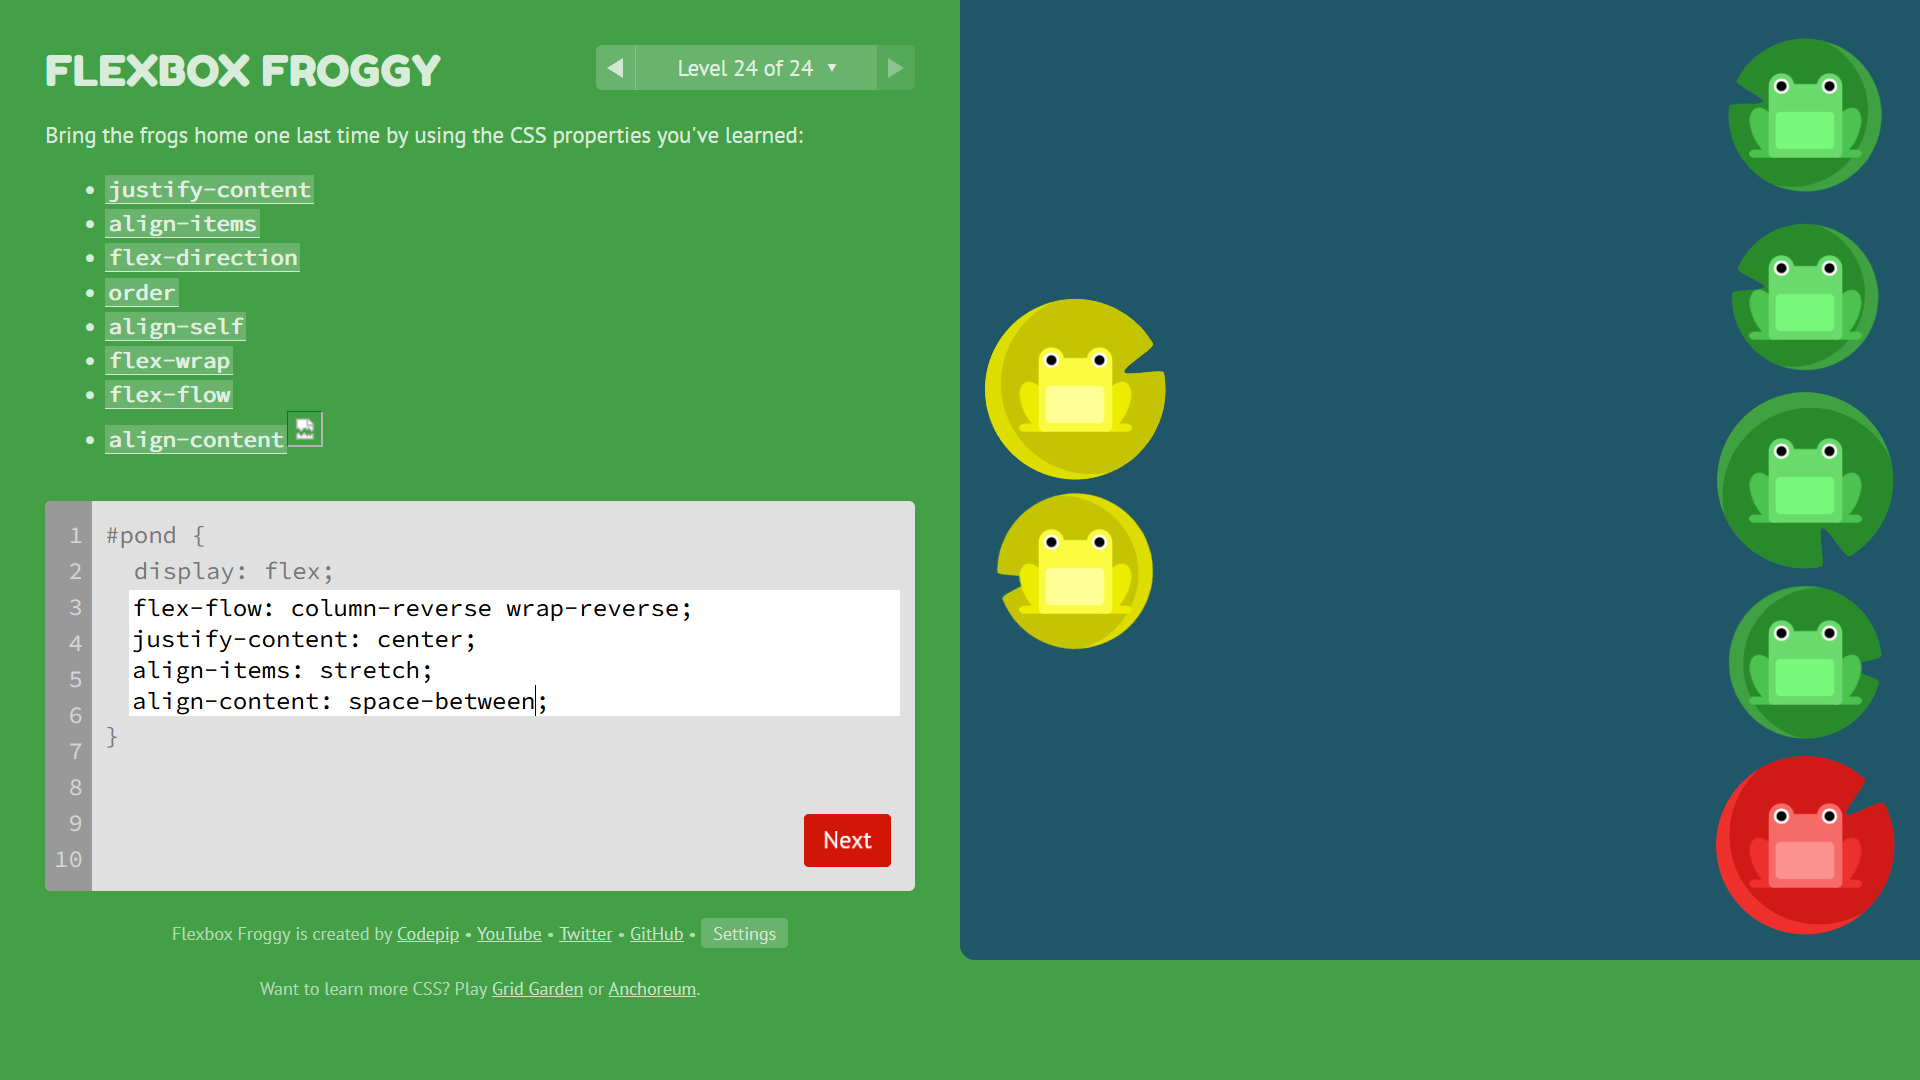 FLEXBOX FROGGY
Level 24 of 24 ▼
Bring the frogs home one last time by using the CSS properties you've learned:
• justify-content
• align-items
• flex-direction
• order
• align-self
• flex-wrap
• flex-flow
• align-content
1 #pond {
2 display: flex;
3 flex-flow: column-reverse wrap-reverse;
4 justify-content: center;
5 align-items: stretch;
6 align-content: space-between;
7 }
8
9
10
Next
Flexbox Froggy is created by Codepip • YouTube • Twitter • GitHub • Settings
Want to learn more CSS? Play Grid Garden or Anchoreum.